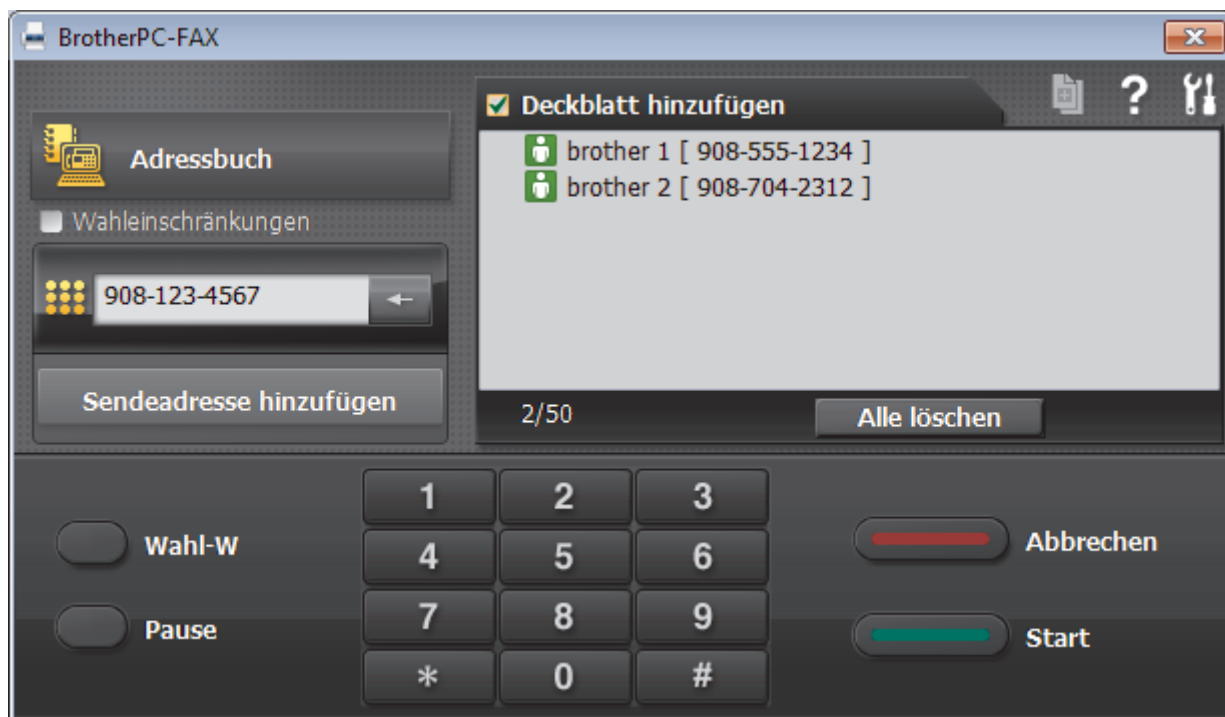 BrotherPC-FAX
Adressbuch
Wahleinschränkungen
908-123-4567
Sendeadresse hinzufügen
Deckblatt hinzufügen
?
brother 1 [ 908-555-1234 ]
brother 2 [ 908-704-2312 ]
2/50
Alle löschen
Wahl-W
Pause
1 2 3
4 5 6
7 8 9
* 0 #
Abbrechen
Start